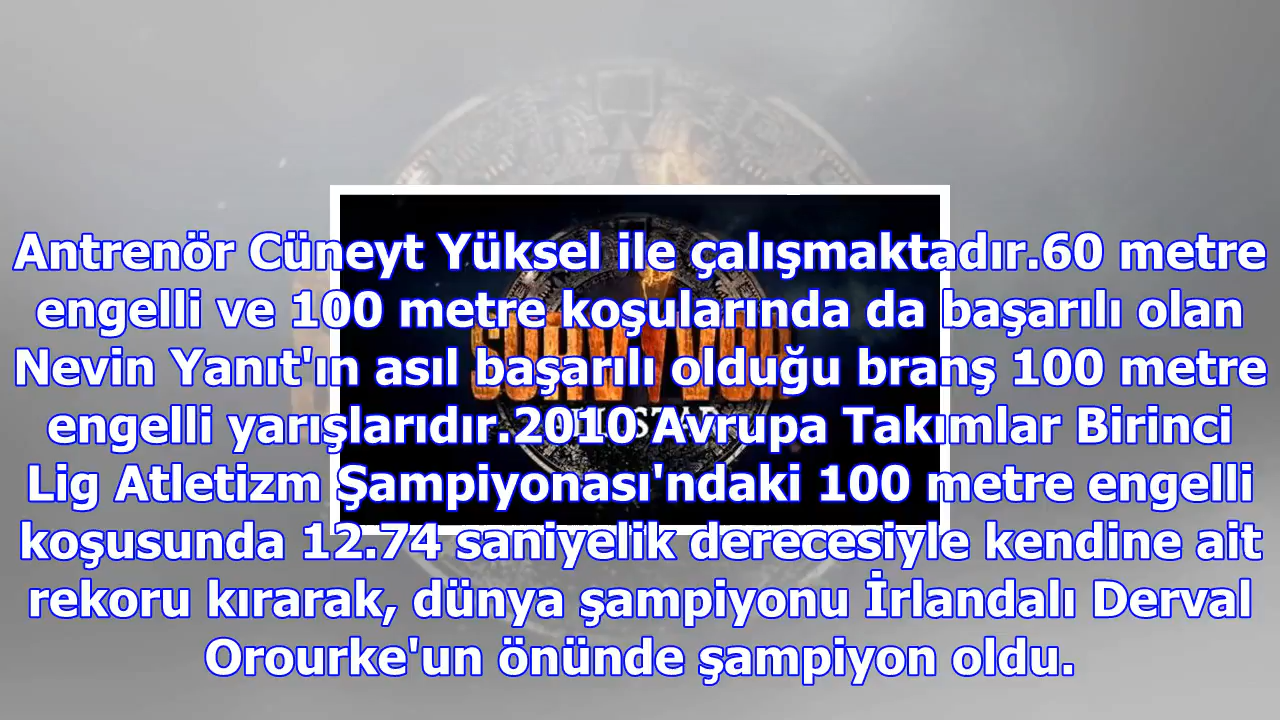 Antrenör Cüneyt Yüksel ile çalışmaktadır.60 metre
engelli ve 100 metre koşularında da başarılı olan
Nevin Yanıt'ın asıl başarılı olduğu branş 100 metre
engelli yarışlarıdır.2010 Avrupa Takımlar Birinci
Lig Atletizm Şampiyonası'ndaki 100 metre engelli
koşusunda 12.74 saniyelik derecesiyle kendine ait
rekoru kırarak, dünya şampiyonu İrlandalı Derval
Orourke'un önünde şampiyon oldu.
SURVIVOR